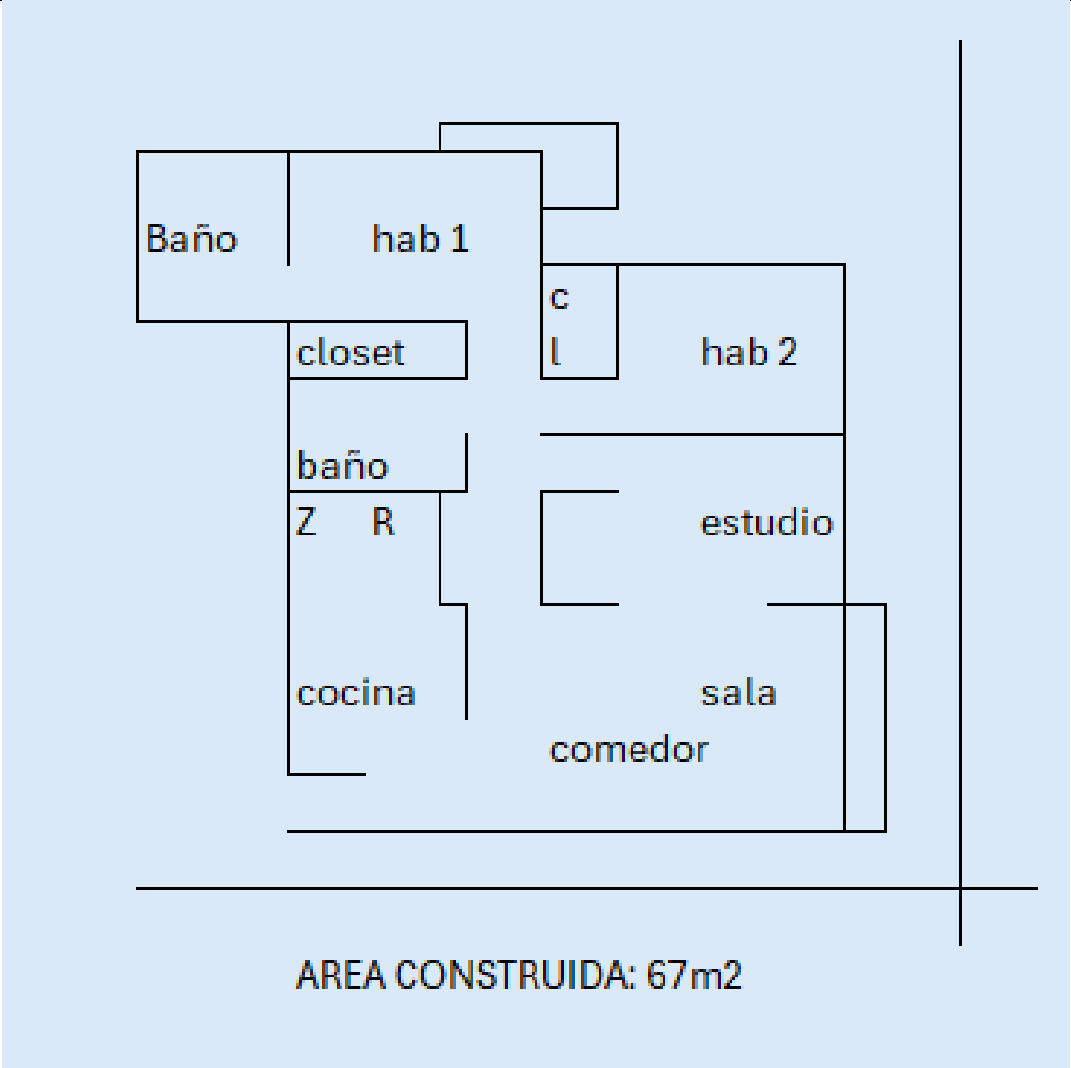 Baño hab 1
c
closet l hab 2
baño
Z R estudio
cocina sala
comedor
AREA CONSTRUIDA: 67m2